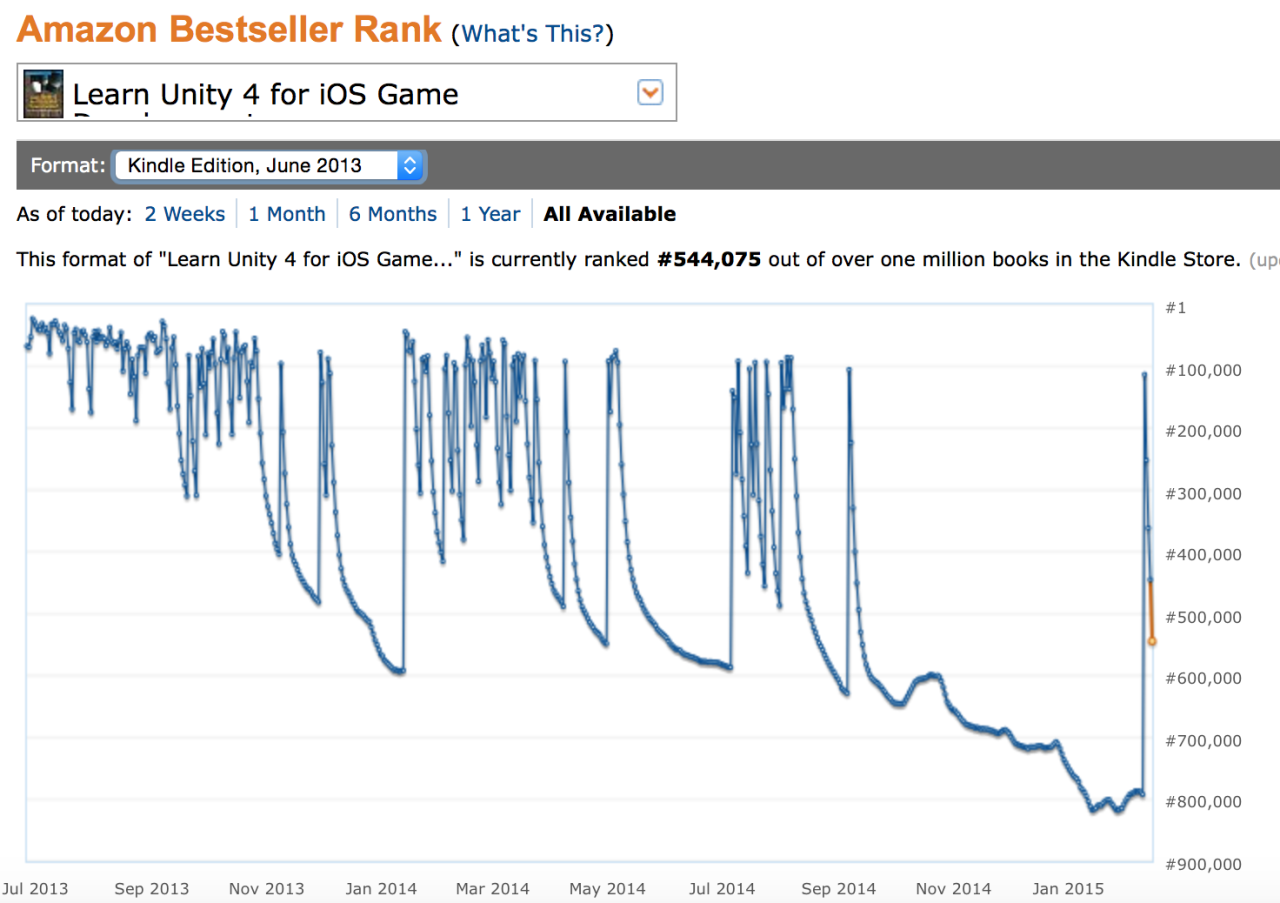 Amazon Bestseller Rank (What's This?)
Learn Unity 4 for iOS Game
Format: Kindle Edition, June 2013
As of today: 2 Weeks 1 Month 6 Months 1 Year All Available
This format of "Learn Unity 4 for iOS Game..." is currently ranked #544,075 out of over one million books in the Kindle Store.
#1
#100,000
#200,000
#300,000
#400,000
#500,000
#600,000
#700,000
#800,000
#900,000
Jul 2013 Sep 2013 Nov 2013 Jan 2014 Mar 2014 May 2014 Jul 2014 Sep 2014 Nov 2014 Jan 2015